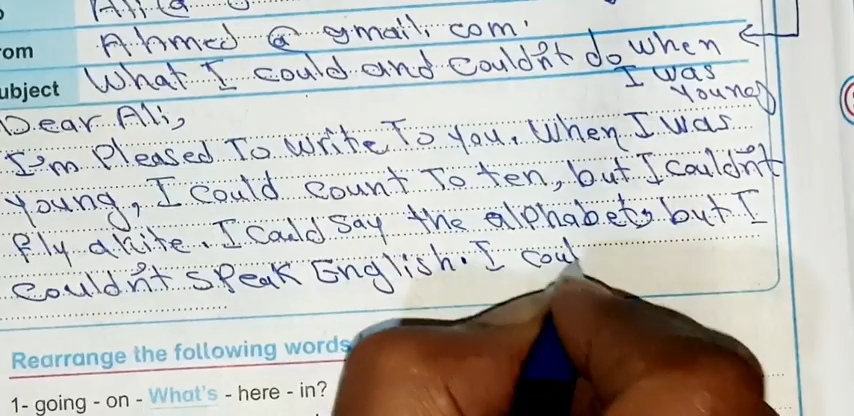 om Ahmed @ gmail. com.
ubject What I could and couldn't do when
I was
young
Dear Ali,
I'm pleased To write To you. When I was
young, I could count To ten, but I couldn't
fly a kite. I could say the alphabet, but I
couldn't speak English. I coul
Rearrange the following words
1- going - on - What's - here - in?